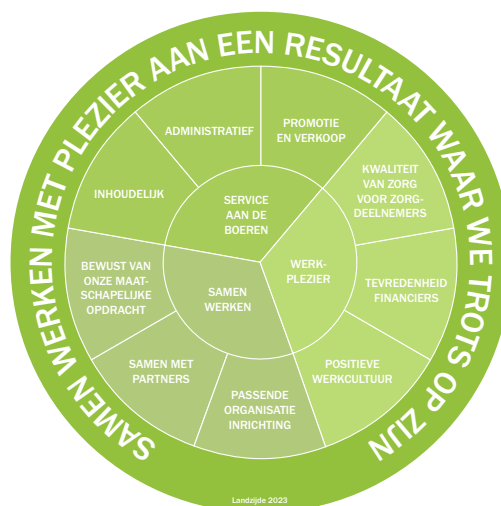 SAMEN WERKEN MET PLEZIER AAN EEN RESULTAAT WAAR WE TROTS OP ZIJN
ADMINISTRATIEF
PROMOTIE
EN VERKOOP
KWALITEIT
VAN ZORG
VOOR ZORG-
DEELNEMERS
INHOUDELIJK
SERVICE
AAN DE
BOEREN
WERK-
PLEZIER
TEVREDENHEID
FINANCIERS
BEWUST VAN
ONZE MAAT-
SCHAPELIJKE
OPDRACHT
SAMEN
WERKEN
SAMEN MET
PARTNERS
PASSENDE
ORGANISATIE
INRICHTING
POSITIEVE
WERKCULTUUR
Landzijde 2023